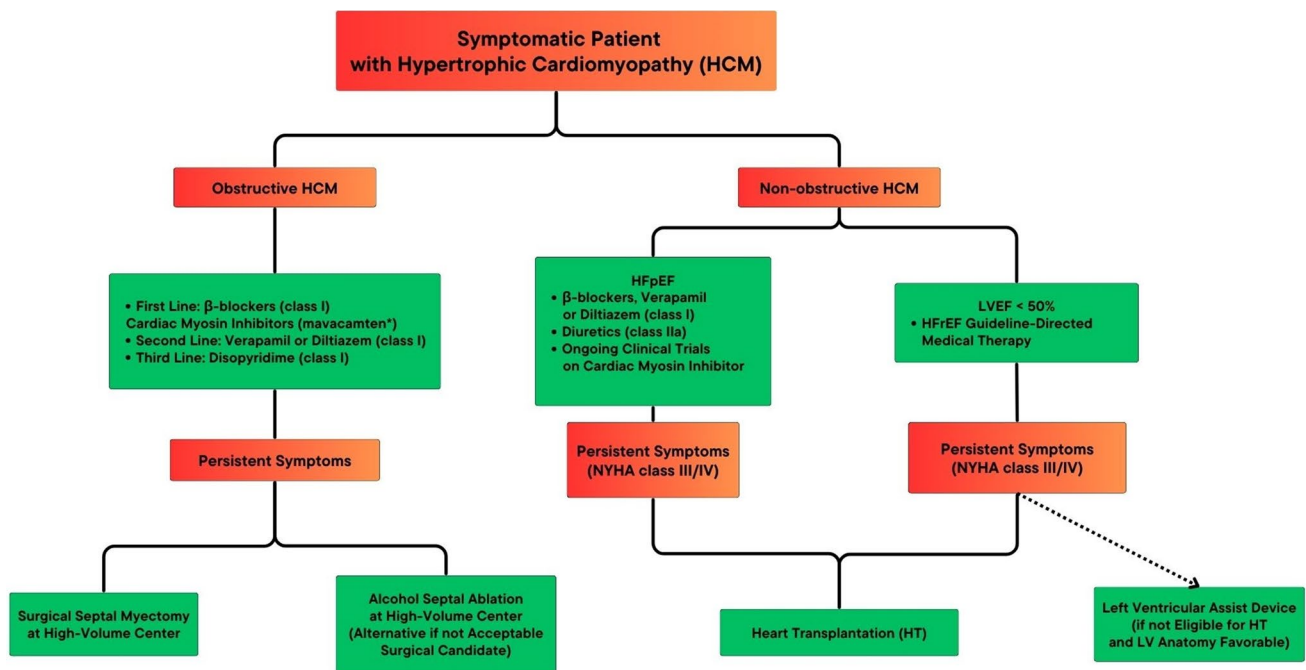 Symptomatic Patient
with Hypertrophic Cardiomyopathy (HCM)
Obstructive HCM
Non-obstructive HCM
• First Line: β-blockers (class I)
Cardiac Myosin Inhibitors (mavacamten*)
• Second Line: Verapamil or Diltiazem (class I)
• Third Line: Disopyridime (class I)
HFpEF
• β-blockers, Verapamil
or Diltiazem (class I)
• Diuretics (class IIa)
• Ongoing Clinical Trials
on Cardiac Myosin Inhibitor
LVEF < 50%
• HFrEF Guideline-Directed
Medical Therapy
Persistent Symptoms
Persistent Symptoms
(NYHA class III/IV)
Persistent Symptoms
(NYHA class III/IV)
Surgical Septal Myectomy
at High-Volume Center
Alcohol Septal Ablation
at High-Volume Center
(Alternative if not Acceptable
Surgical Candidate)
Heart Transplantation (HT)
Left Ventricular Assist Device
(if not Eligible for HT
and LV Anatomy Favorable)